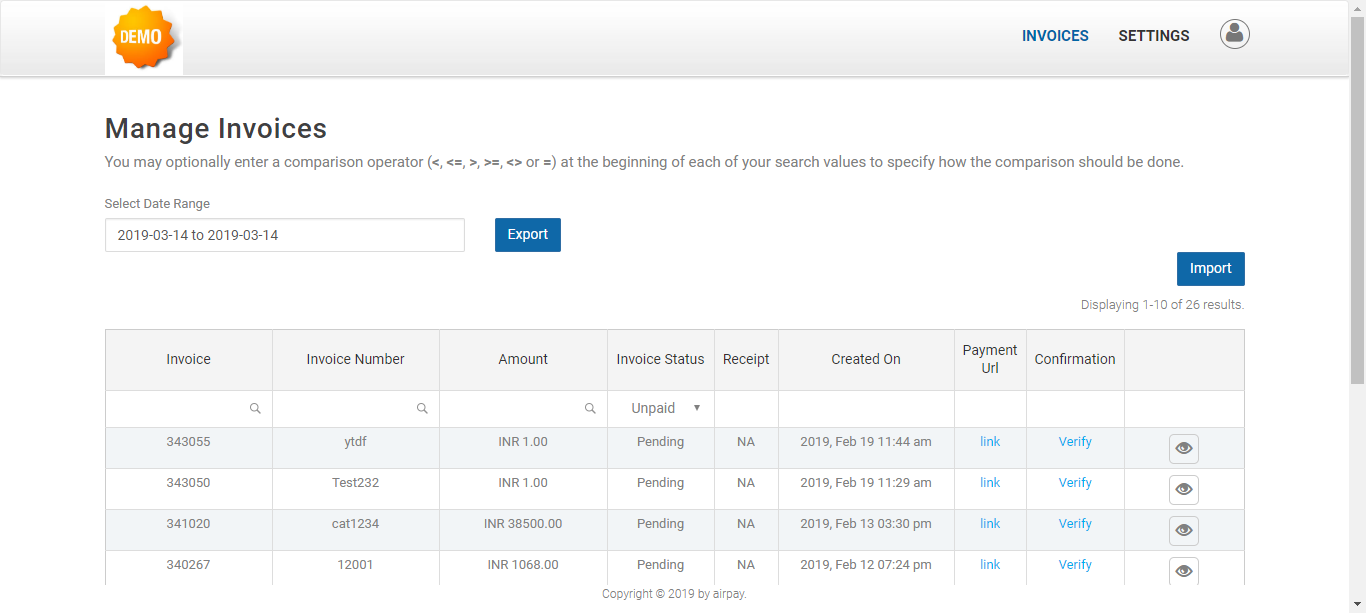 DEMO
INVOICES SETTINGS
Manage Invoices
You may optionally enter a comparison operator (<, <=, >, >=, <> or =) at the beginning of each of your search values to specify how the comparison should be done.
Select Date Range
2019-03-14 to 2019-03-14 Export
Import
Displaying 1-10 of 26 results.
Invoice Invoice Number Amount Invoice Status Receipt Created On Payment Url Confirmation
Unpaid
343055 ytdf INR 1.00 Pending NA 2019, Feb 19 11:44 am link Verify
343050 Test232 INR 1.00 Pending NA 2019, Feb 19 11:29 am link Verify
341020 cat1234 INR 38500.00 Pending NA 2019, Feb 13 03:30 pm link Verify
340267 12001 INR 1068.00 Pending NA 2019, Feb 12 07:24 pm link Verify
Copyright © 2019 by airpay.